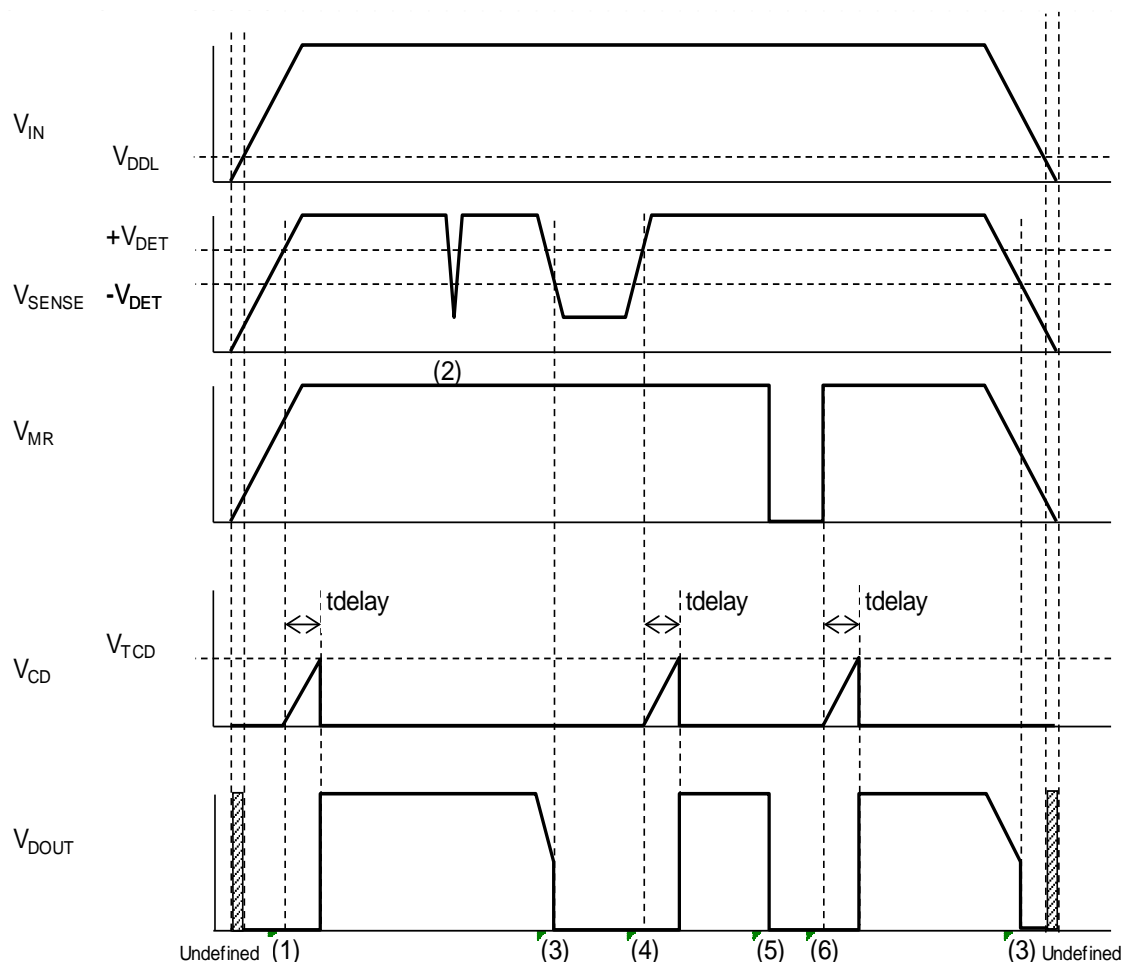 V_IN
V_DDL
+V_DET
V_SENSE -V_DET
(2)
V_MR
tdelay tdelay tdelay
V_TCD
V_CD
V_DOUT
Undefined (1) (3) (4) (5) (6) (3) Undefined